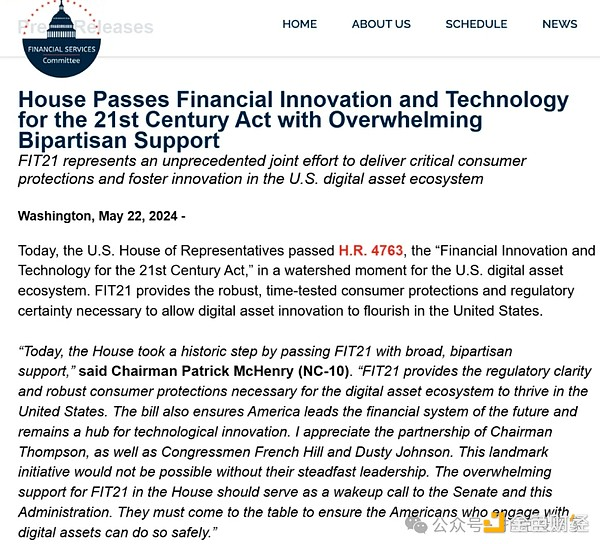 Press Releases
HOME ABOUT US SCHEDULE NEWS
FINANCIAL SERVICES
Committee
House Passes Financial Innovation and Technology
for the 21st Century Act with Overwhelming
Bipartisan Support
FIT21 represents an unprecedented joint effort to deliver critical consumer
protections and foster innovation in the U.S. digital asset ecosystem
Washington, May 22, 2024 -
Today, the U.S. House of Representatives passed H.R. 4763, the “Financial Innovation and
Technology for the 21st Century Act,” in a watershed moment for the U.S. digital asset
ecosystem. FIT21 provides the robust, time-tested consumer protections and regulatory
certainty necessary to allow digital asset innovation to flourish in the United States.
“Today, the House took a historic step by passing FIT21 with broad, bipartisan
support,” said Chairman Patrick McHenry (NC-10). “FIT21 provides the regulatory clarity
and robust consumer protections necessary for the digital asset ecosystem to thrive in the
United States. The bill also ensures America leads the financial system of the future and
remains a hub for technological innovation. I appreciate the partnership of Chairman
Thompson, as well as Congressmen French Hill and Dusty Johnson. This landmark
initiative would not be possible without their steadfast leadership. The overwhelming
support for FIT21 in the House should serve as a wakeup call to the Senate and this
Administration. They must come to the table to ensure the Americans who engage with
digital assets can do so safely.”
公众号 金色财经